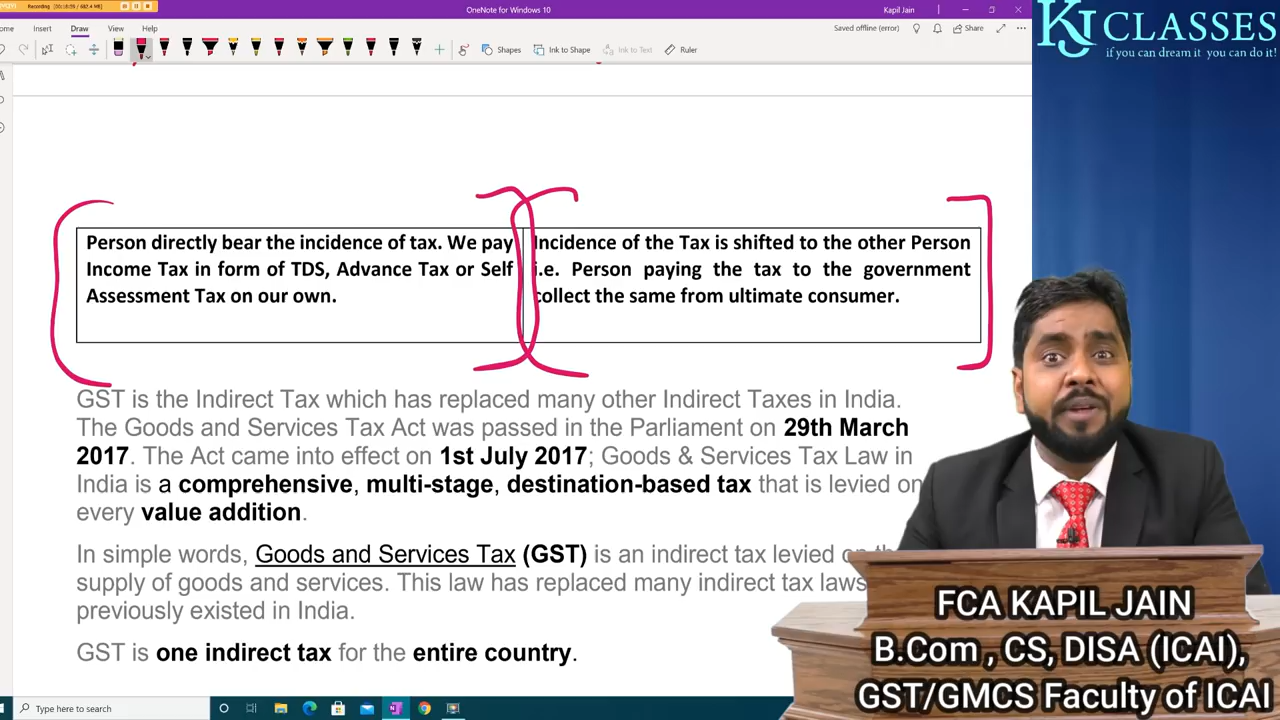 Recording [00:16:06 / 682.4 MB]
OneNote for Windows 10
Kapil Jain
Insert
Draw
View
Help
Saved offline (error)
Share
Shapes
Ink to Shape
Ink to Text
Ruler
KJ CLASSES
if you can dream it you can do it!
Person directly bear the incidence of tax. We pay
Income Tax in form of TDS, Advance Tax or Self
Assessment Tax on our own.
Incidence of the Tax is shifted to the other Person
i.e. Person paying the tax to the government
collect the same from ultimate consumer.
GST is the Indirect Tax which has replaced many other Indirect Taxes in India.
The Goods and Services Tax Act was passed in the Parliament on 29th March
2017. The Act came into effect on 1st July 2017; Goods & Services Tax Law in
India is a comprehensive, multi-stage, destination-based tax that is levied on
every value addition.
In simple words, Goods and Services Tax (GST) is an indirect tax levied on th
supply of goods and services. This law has replaced many indirect tax laws
previously existed in India.
GST is one indirect tax for the entire country.
FCA KAPIL JAIN
B.Com , CS, DISA (ICAI),
GST/GMCS Faculty of ICAI
Type here to search